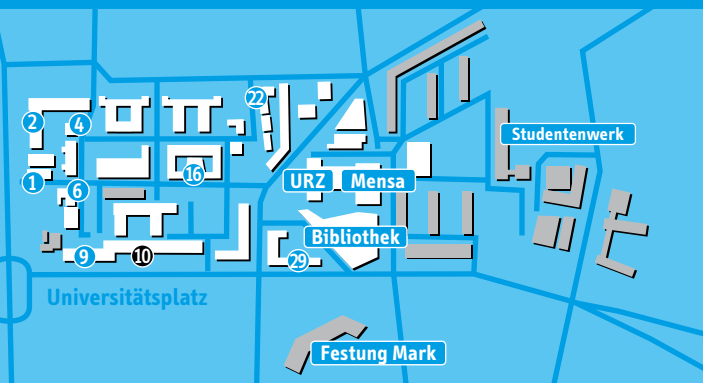 22
2
4
Studentenwerk
16
1
6
URZ
Mensa
Bibliothek
9
10
29
Universitätsplatz
Festung Mark